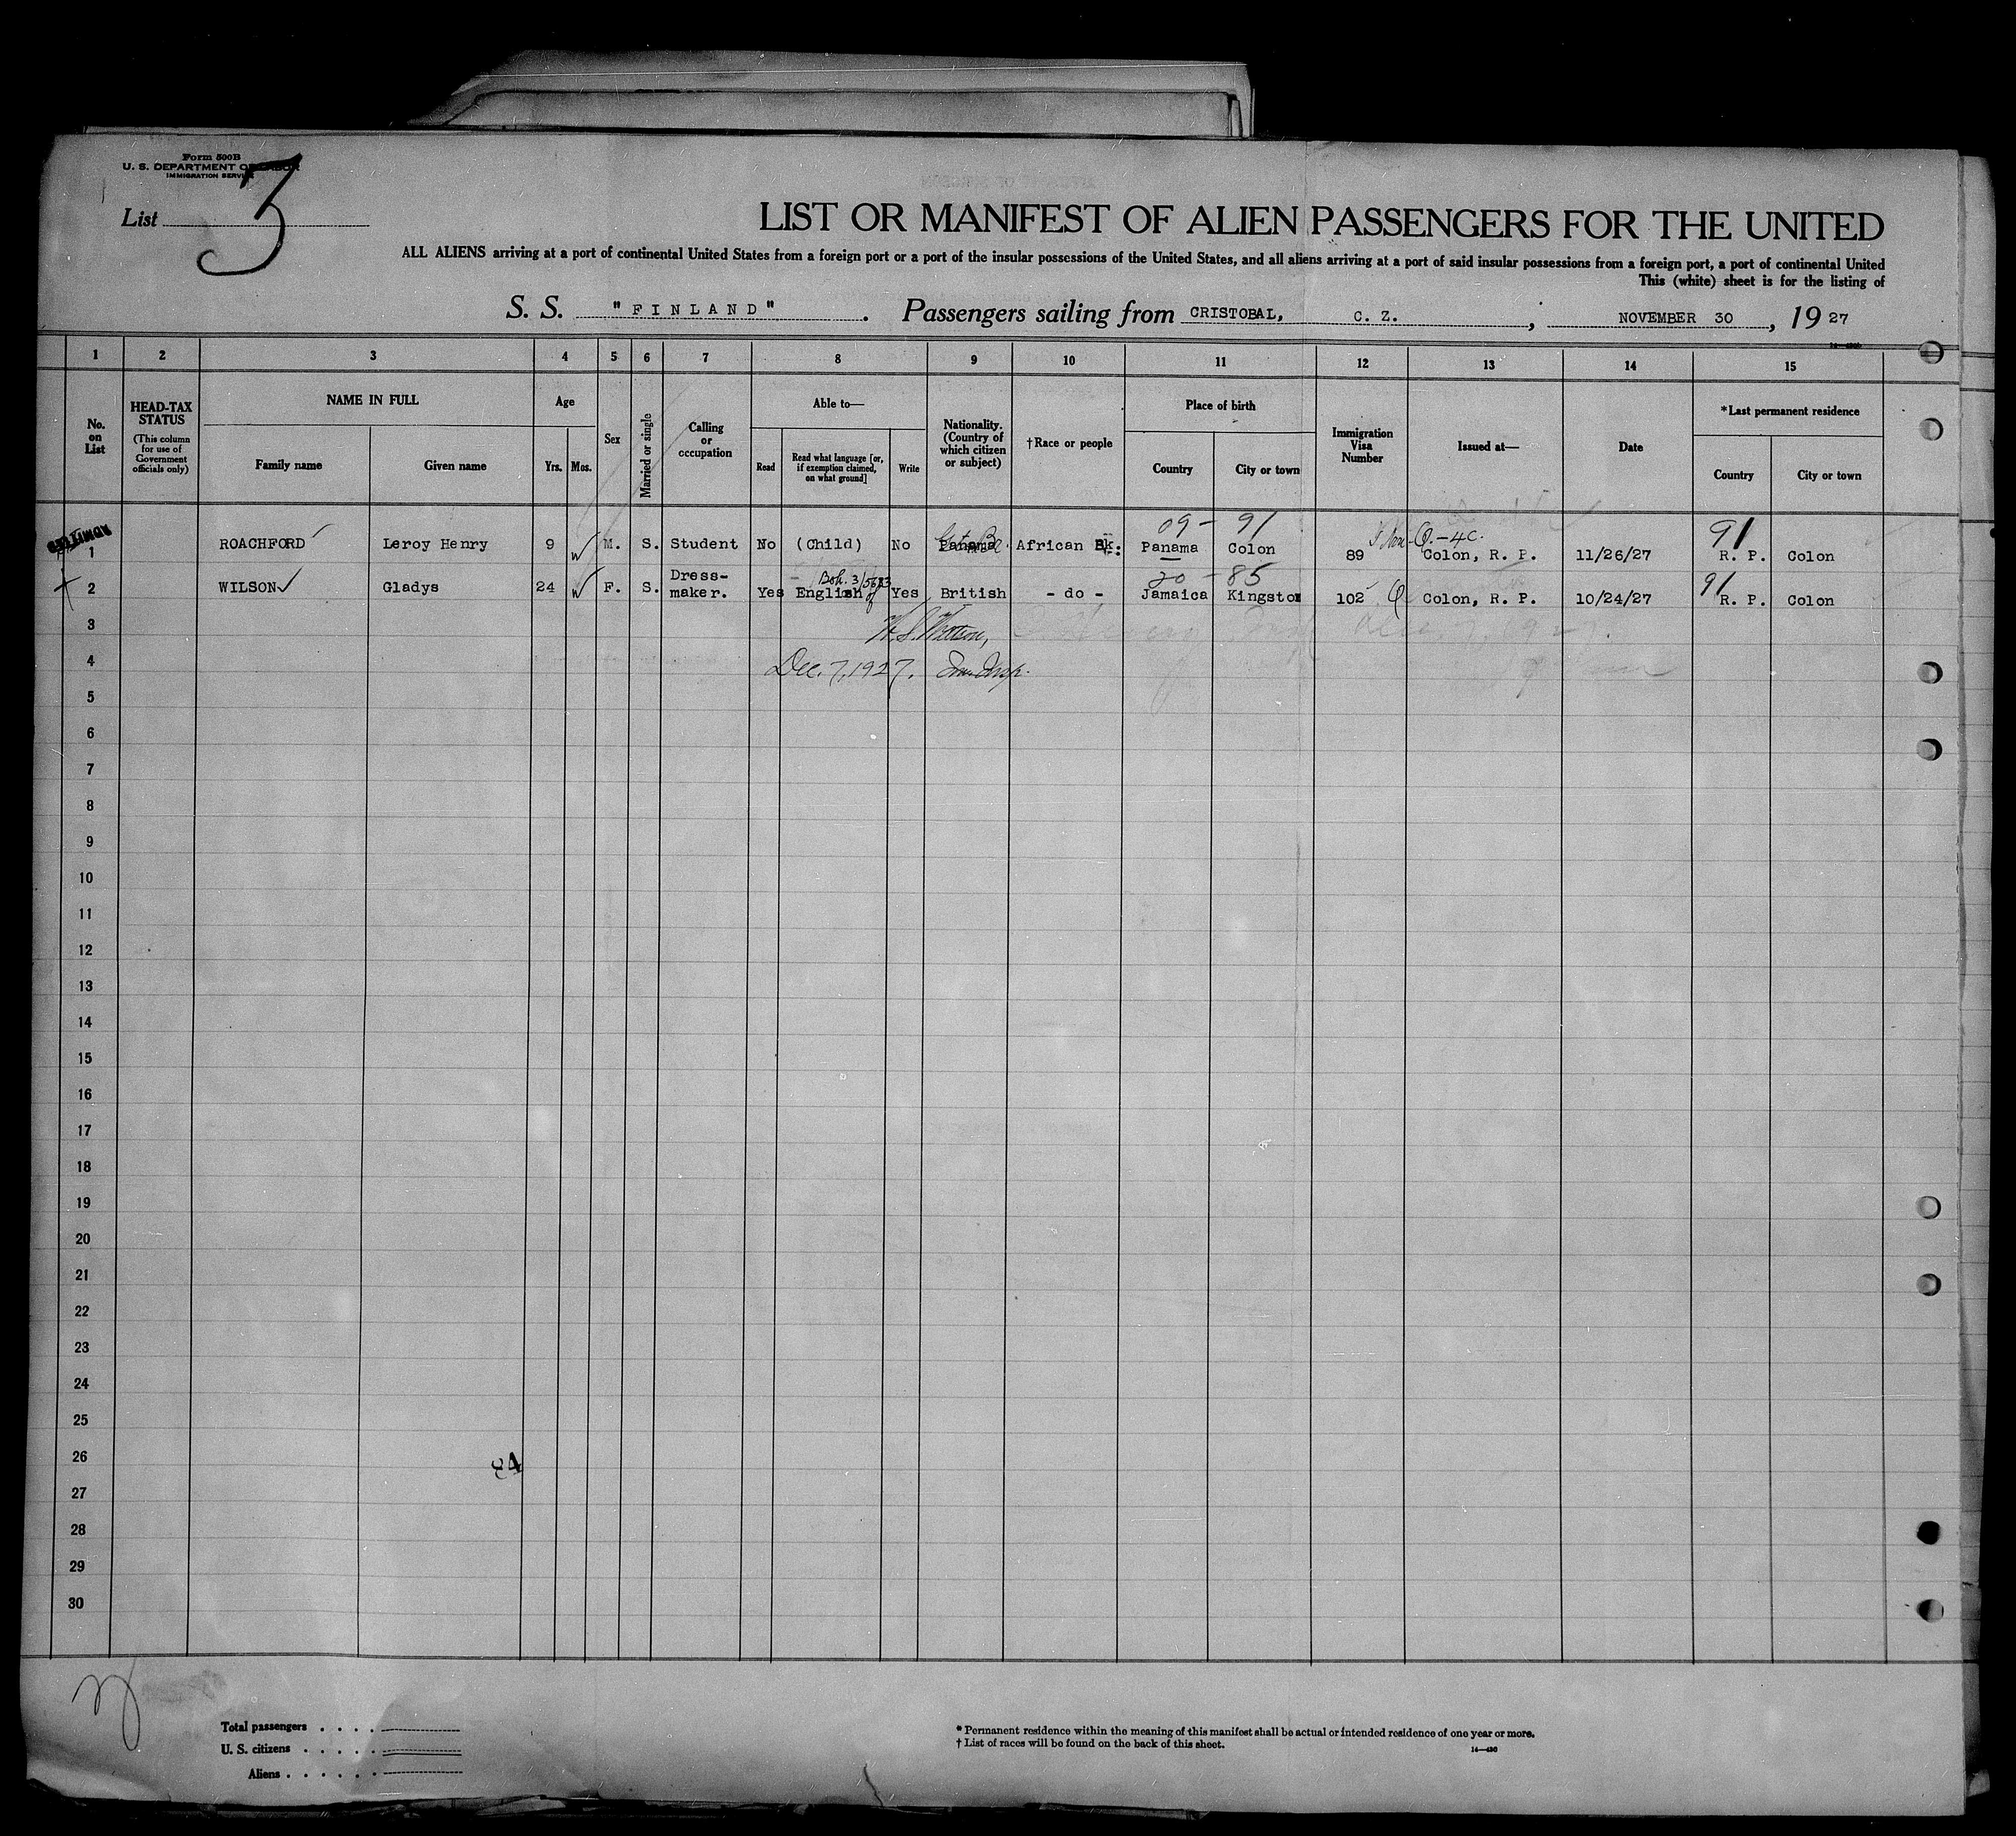 Form 500B
U. S. DEPARTMENT OF LABOR
IMMIGRATION SERVICE
List 3
LIST OR MANIFEST OF ALIEN PASSENGERS FOR THE UNITED
ALL ALIENS arriving at a port of continental United States from a foreign port or a port of the insular possessions of the United States, and all aliens arriving at a port of said insular possessions from a foreign port, a port of continental United
This (white) sheet is for the listing of
S. S. "FINLAND". Passengers sailing from CRISTOBAL, C. Z., NOVEMBER 30, 1927
1 2 3 4 5 6 7 8 9 10 11 12 13 14 15
No. on List
HEAD-TAX STATUS (This column for use of Government officials only)
NAME IN FULL
Family name Given name
Age
Yrs. Mos.
Sex
Married or single
Calling or occupation
Able to—
Read Read what language [or, if exemption claimed, on what ground] Write
Nationality. (Country of which citizen or subject)
†Race or people
Place of birth
Country City or town
Immigration Visa Number
Issued at—
Date
*Last permanent residence
Country City or town
ADMITTED
09 - 91 Q.-4c. 91
1 ROACHFORD Leroy Henry 9 M. S. Student No (Child) No Panama African Bk. Panama Colon 89 Colon, R. P. 11/26/27 R. P. Colon
20 - 85 91
2 WILSON Gladys 24 F. S. Dress-maker. Yes English Yes British - do - Jamaica Kingston 102 Q Colon, R. P. 10/24/27 R. P. Colon
3
4 Dec. 7, 1927. Imm. Insp.
5
6
7
8
9
10
11
12
13
14
15
16
17
18
19
20
21
22
23
24
25
26
84
27
28
29
30
Total passengers . . . .
U. S. citizens . . . . .
Aliens . . . . . .
* Permanent residence within the meaning of this manifest shall be actual or intended residence of one year or more.
† List of races will be found on the back of this sheet.
14—430